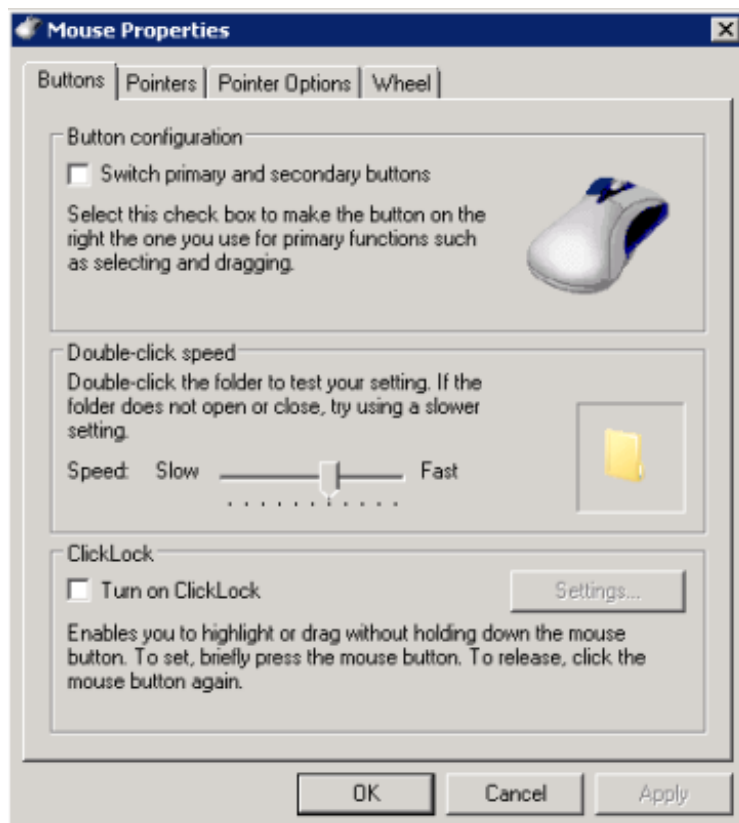 Mouse Properties
Buttons Pointers Pointer Options Wheel
Button configuration
Switch primary and secondary buttons
Select this check box to make the button on the
right the one you use for primary functions such
as selecting and dragging.
Double-click speed
Double-click the folder to test your setting. If the
folder does not open or close, try using a slower
setting.
Speed: Slow Fast
ClickLock
Turn on ClickLock
Settings...
Enables you to highlight or drag without holding down the mouse
button. To set, briefly press the mouse button. To release, click the
mouse button again.
OK Cancel Apply